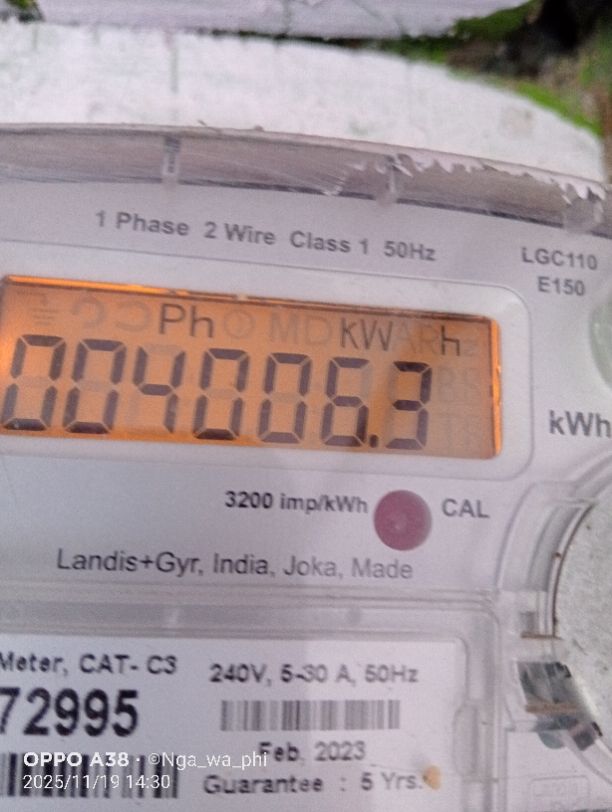 1 Phase 2 Wire Class 1 50Hz
LGC110
E150
Ph kW h
004006.3
kWh
3200 imp/kWh CAL
Landis+Gyr, India, Joka, Made
Meter, CAT- C3
72995
240V, 5-30 A, 50Hz
Feb, 2023
Guarantee : 5 Yrs.
OPPO A38 · ©Nga_wa_phi
2025/11/19 14:30